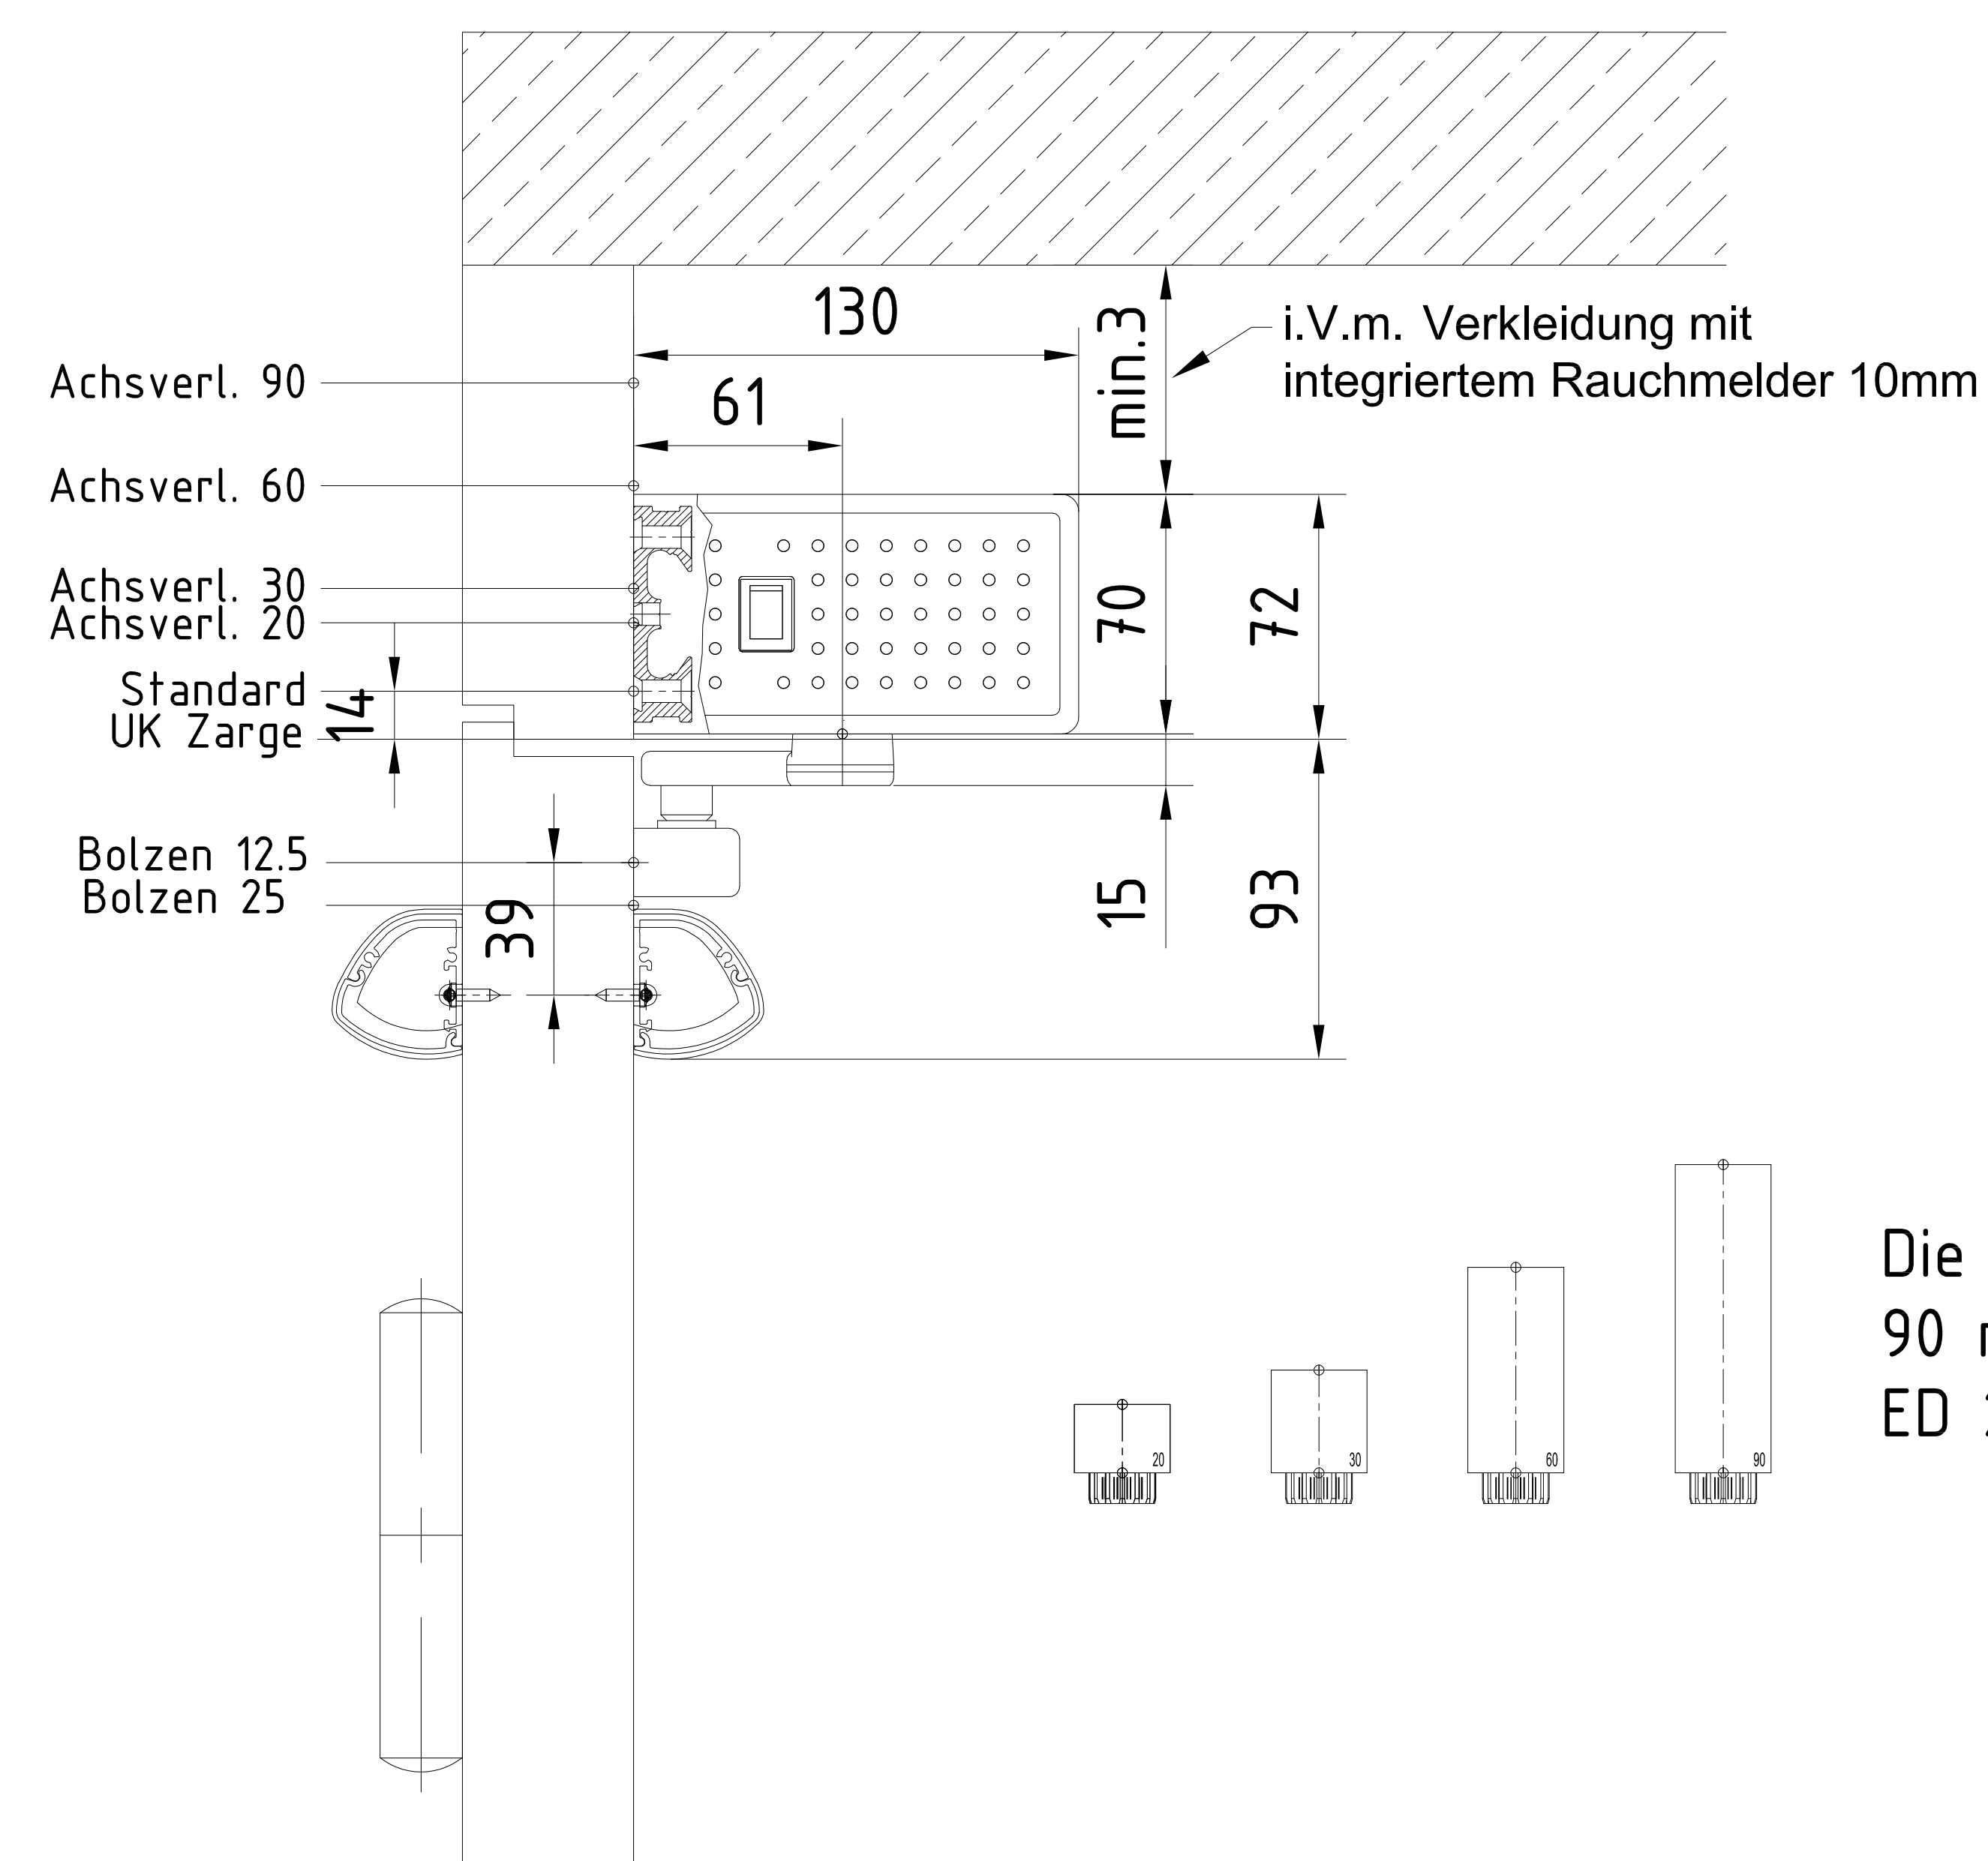 130
61
min.3
i.V.m. Verkleidung mit
integriertem Rauchmelder 10mm
Achsverl. 90
Achsverl. 60
Achsverl. 30
Achsverl. 20
Standard
UK Zarge
14
70
72
Bolzen 12.5
Bolzen 25
39
15
93
Die
90
ED
20
30
60
90